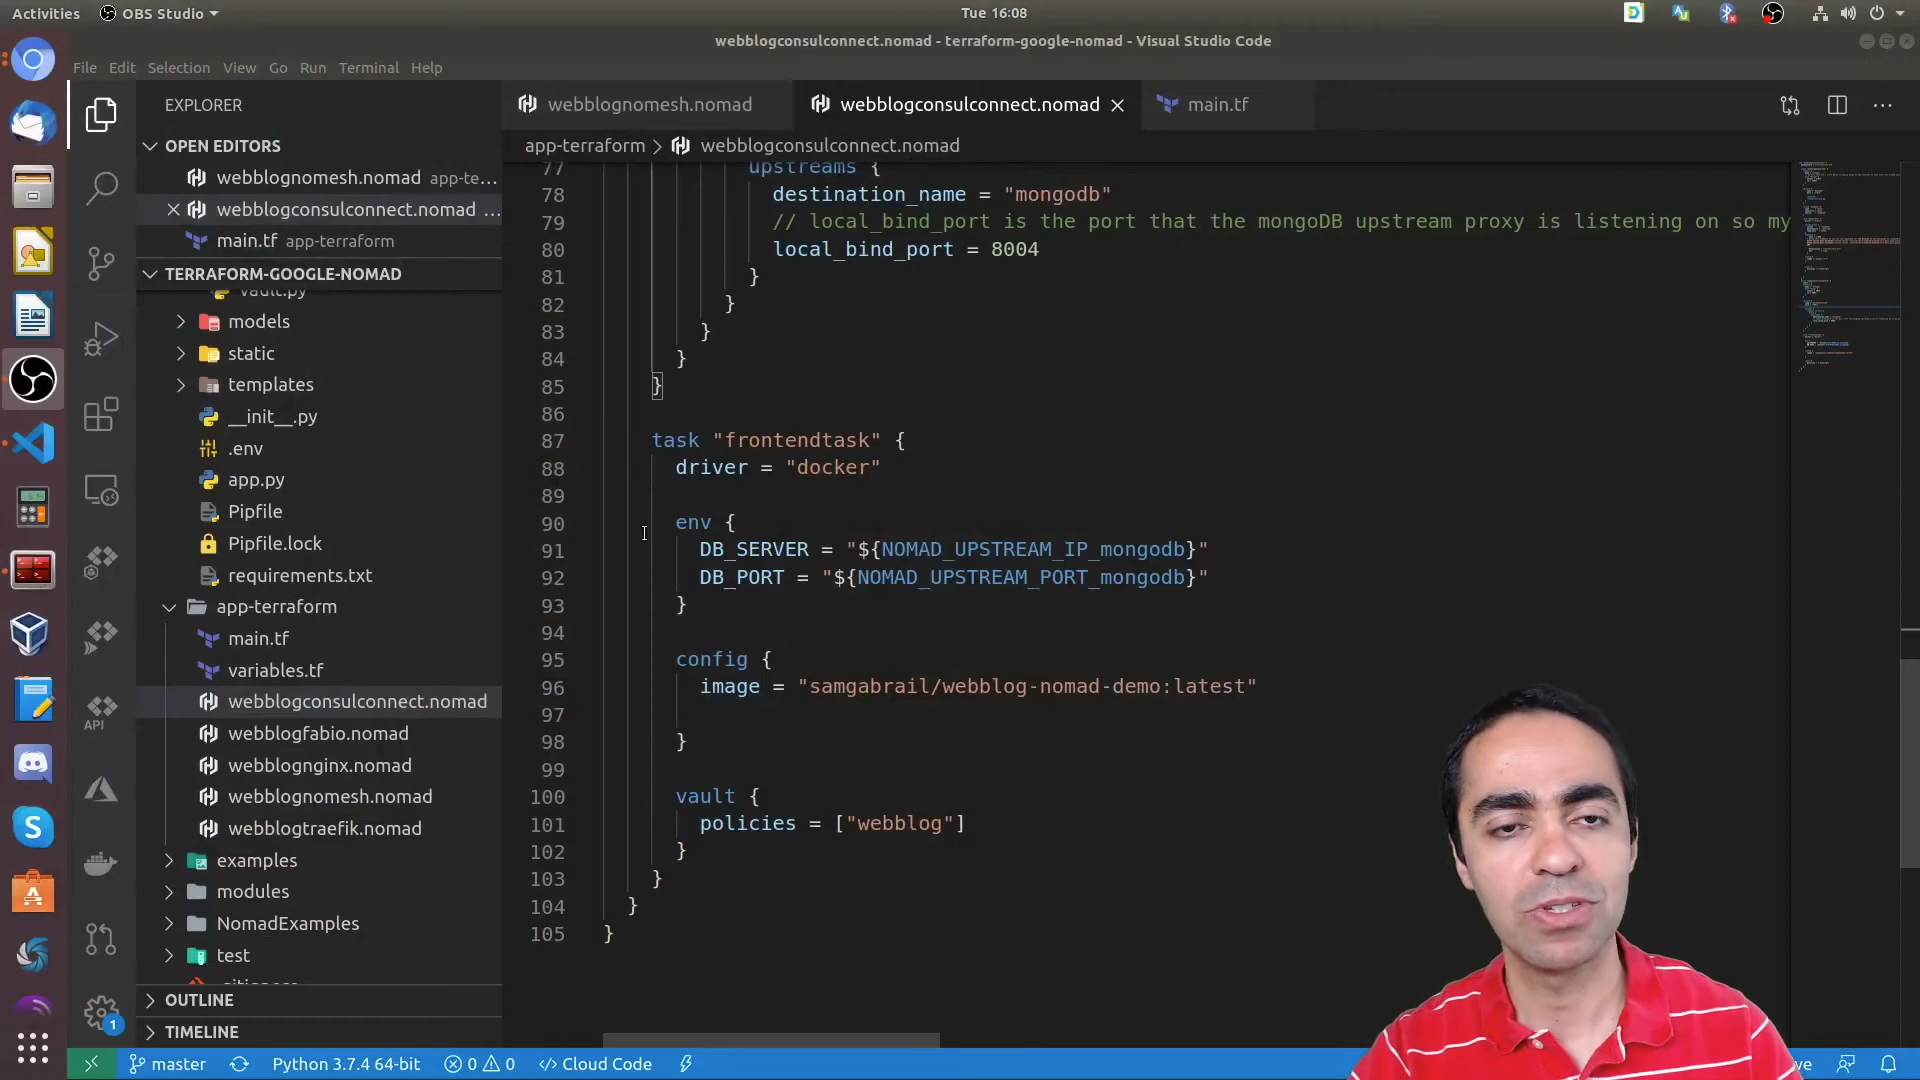 Activities OBS Studio Tue 16:08
webblogconsulconnect.nomad - terraform-google-nomad - Visual Studio Code
File Edit Selection View Go Run Terminal Help
EXPLORER
OPEN EDITORS
webblognomesh.nomad app-te...
webblogconsulconnect.nomad ...
main.tf app-terraform
TERRAFORM-GOOGLE-NOMAD
vault.py
models
static
templates
__init__.py
.env
app.py
Pipfile
Pipfile.lock
requirements.txt
app-terraform
main.tf
variables.tf
webblogconsulconnect.nomad
webblogfabio.nomad
webblognginx.nomad
webblognomesh.nomad
webblogtraefik.nomad
examples
modules
NomadExamples
test
OUTLINE
TIMELINE
API
1
webblognomesh.nomad webblogconsulconnect.nomad main.tf
app-terraform webblogconsulconnect.nomad
77 upstreams {
78 destination_name = "mongodb"
79 // local_bind_port is the port that the mongoDB upstream proxy is listening on so my
80 local_bind_port = 8004
81 }
82 }
83 }
84 }
85 }
86
87 task "frontendtask" {
88 driver = "docker"
89
90 env {
91 DB_SERVER = "${NOMAD_UPSTREAM_IP_mongodb}"
92 DB_PORT = "${NOMAD_UPSTREAM_PORT_mongodb}"
93 }
94
95 config {
96 image = "samgabrail/webblog-nomad-demo:latest"
97
98 }
99
100 vault {
101 policies = ["webblog"]
102 }
103 }
104 }
105 }
master Python 3.7.4 64-bit 0 0 Cloud Code